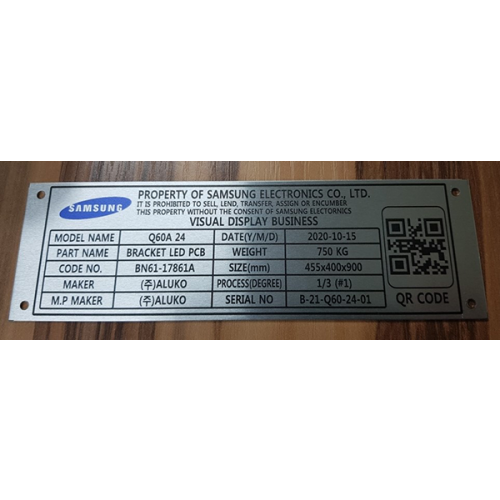 SAMSUNG
PROPERTY OF SAMSUNG ELECTRONICS CO., LTD.
IT IS PROHIBITED TO SELL, LEND, TRANSFER, ASSIGN OR ENCUMBER
THIS PROPERTY WITHOUT THE CONSENT OF SAMSUNG ELECTORNICS
VISUAL DISPLAY BUSINESS
MODEL NAME Q60A 24 DATE(Y/M/D) 2020-10-15
PART NAME BRACKET LED PCB WEIGHT 750 KG
CODE NO. BN61-17861A SIZE(mm) 455x400x900
MAKER (주)ALUKO PROCESS(DEGREE) 1/3 (#1)
M.P MAKER (주)ALUKO SERIAL NO B-21-Q60-24-01
QR CODE